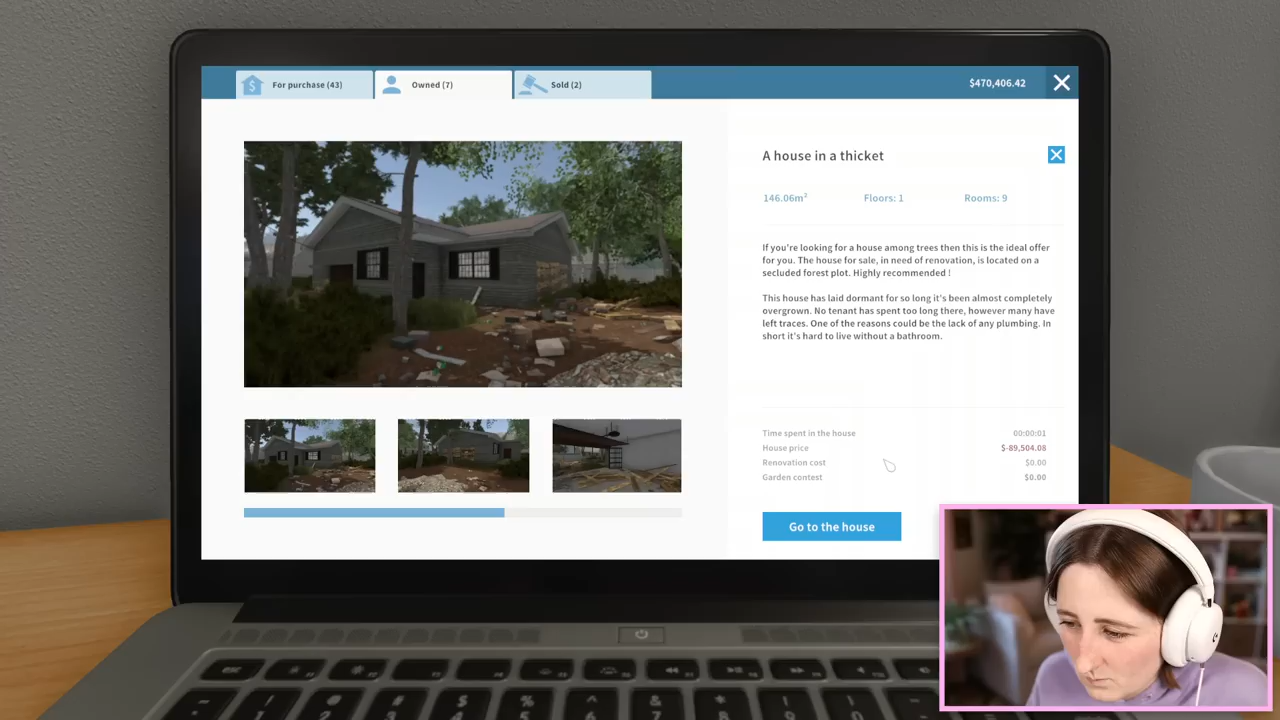 For purchase (43)
Owned (7)
Sold (2)
$470,406.42
A house in a thicket
146.06m²
Floors: 1
Rooms: 9
If you're looking for a house among trees then this is the ideal offer
for you. The house for sale, in need of renovation, is located on a
secluded forest plot. Highly recommended !
This house has laid dormant for so long it's been almost completely
overgrown. No tenant has spent too long there, however many have
left traces. One of the reasons could be the lack of any plumbing. In
short it's hard to live without a bathroom.
Time spent in the house 00:00:01
House price $-89,504.08
Renovation cost $0.00
Garden contest $0.00
Go to the house